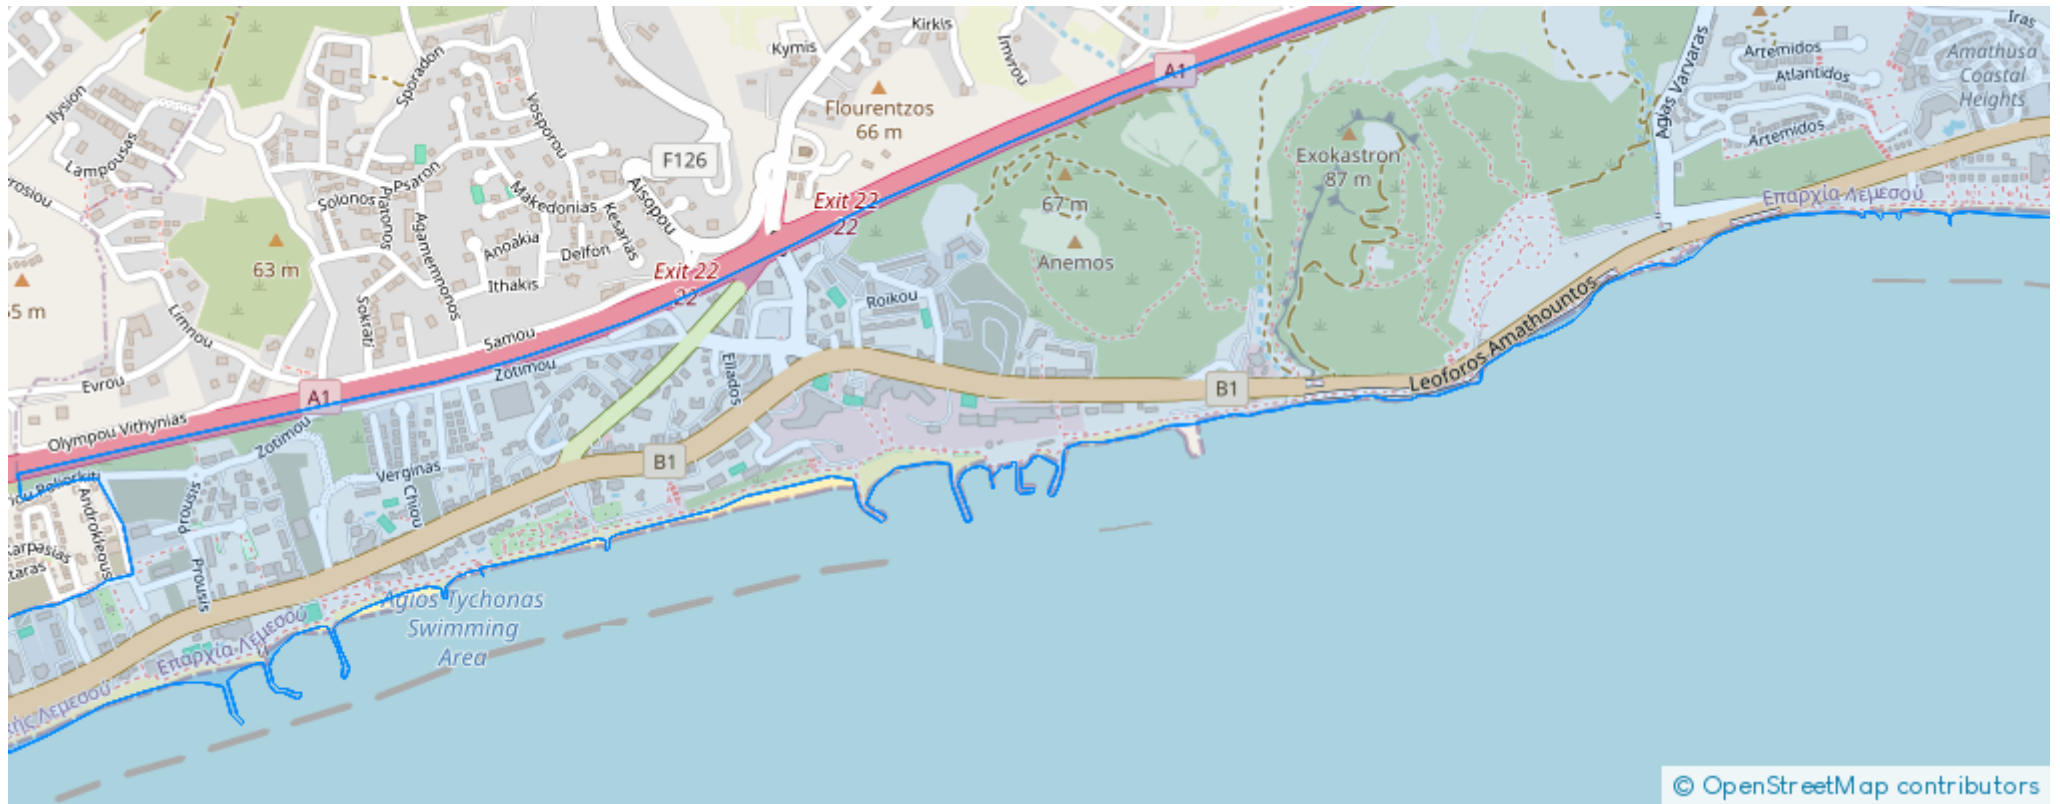 Kirkis
Iras
Kymis
Imvrou
Artemidos
Amathusa
Coastal
Heights
Sporadon
A1
Atlantidos
Ilysion
Vosporou
Flourentzos
66 m
Agias Varvaras
Artemidos
Lampousas
F126
Exokastron
87 m
Psaron
Makedonias
Aisopou
Επαρχία Λεμεσού
Solonos
Platonos
Kesarias
Exit 22
22
67 m
Agamemnonos
Anoakia
Delfon
63 m
Exit 22
22
Anemos
Ithakis
Roikou
5 m
Sokrati
Limnou
Samou
Leoforos Amathountos
Evrou
Zotimou
Ellados
A1
B1
Olympou Vithynias
Zotimou
B1
Verginas
Androkleous
Prousis
Chiou
Karpasias
Prousis
Agios Tychonas
Swimming
Area
Επαρχία Λεμεσού
Λεμεσού
© OpenStreetMap contributors